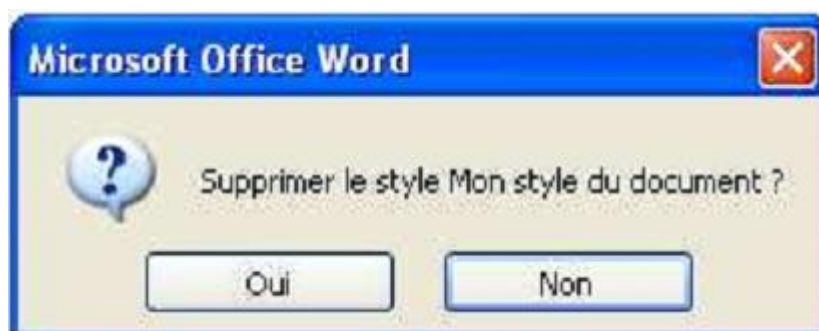 Microsoft Office Word
Supprimer le style Mon style du document ?
Oui
Non